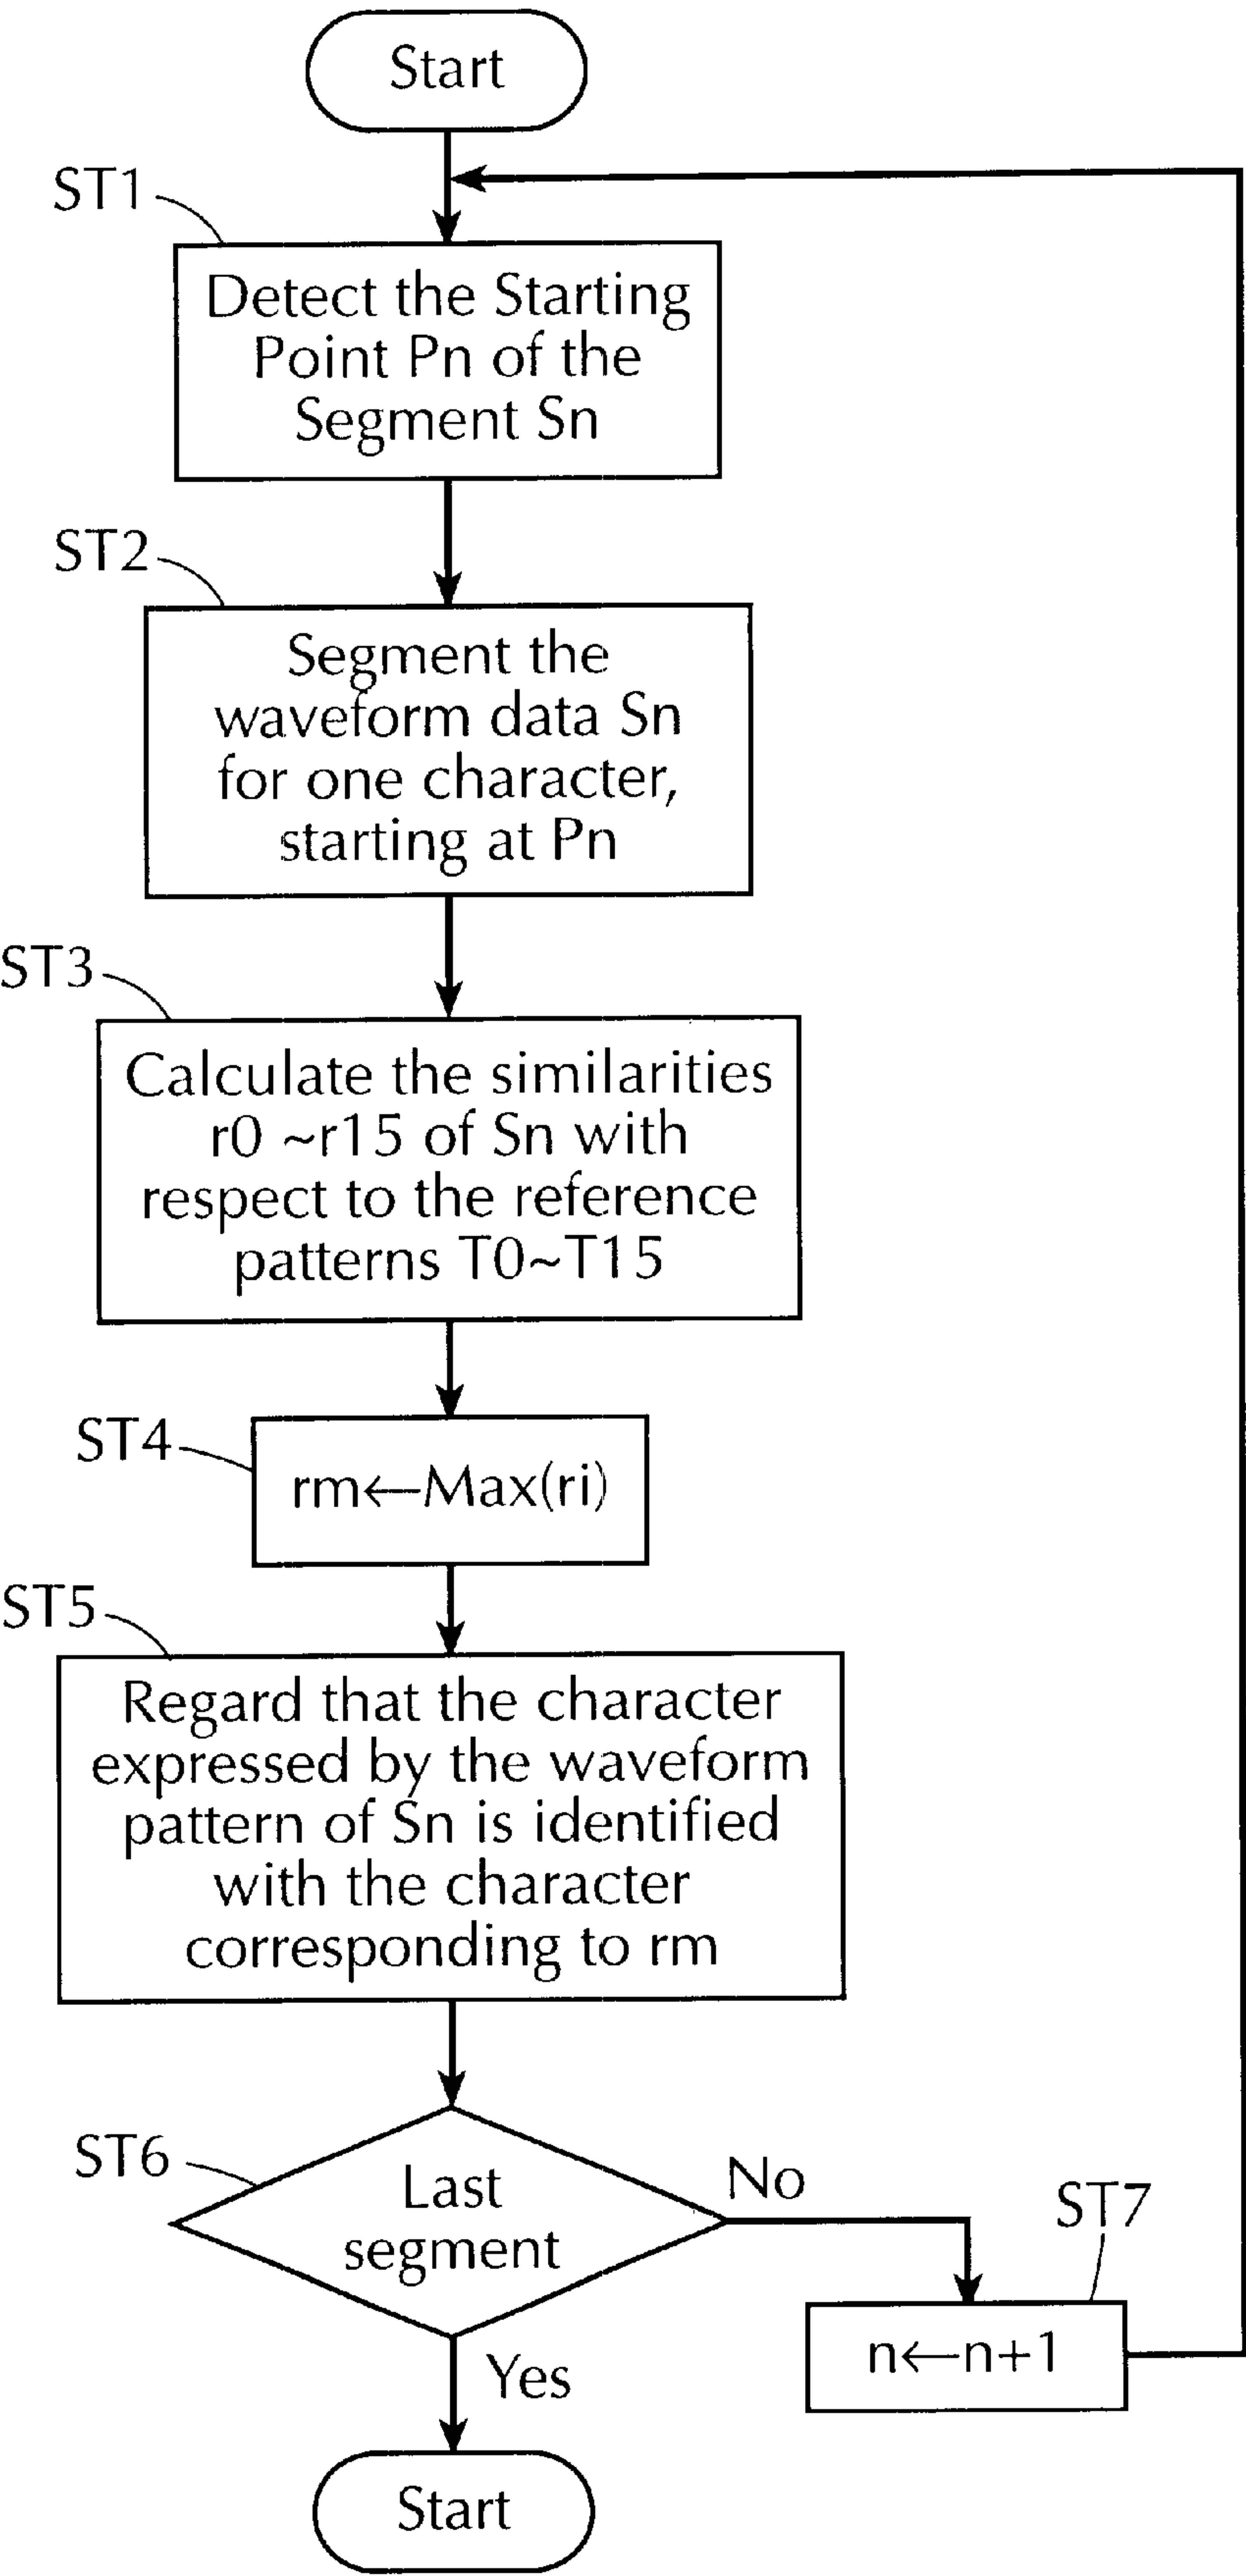 Start
ST1
Detect the Starting
Point Pn of the
Segment Sn
ST2
Segment the
waveform data Sn
for one character,
starting at Pn
ST3
Calculate the similarities
r0 ~r15 of Sn with
respect to the reference
patterns T0~T15
ST4
rm←Max(ri)
ST5
Regard that the character
expressed by the waveform
pattern of Sn is identified
with the character
corresponding to rm
ST6
Last
segment
No
ST7
n←n+1
Yes
Start